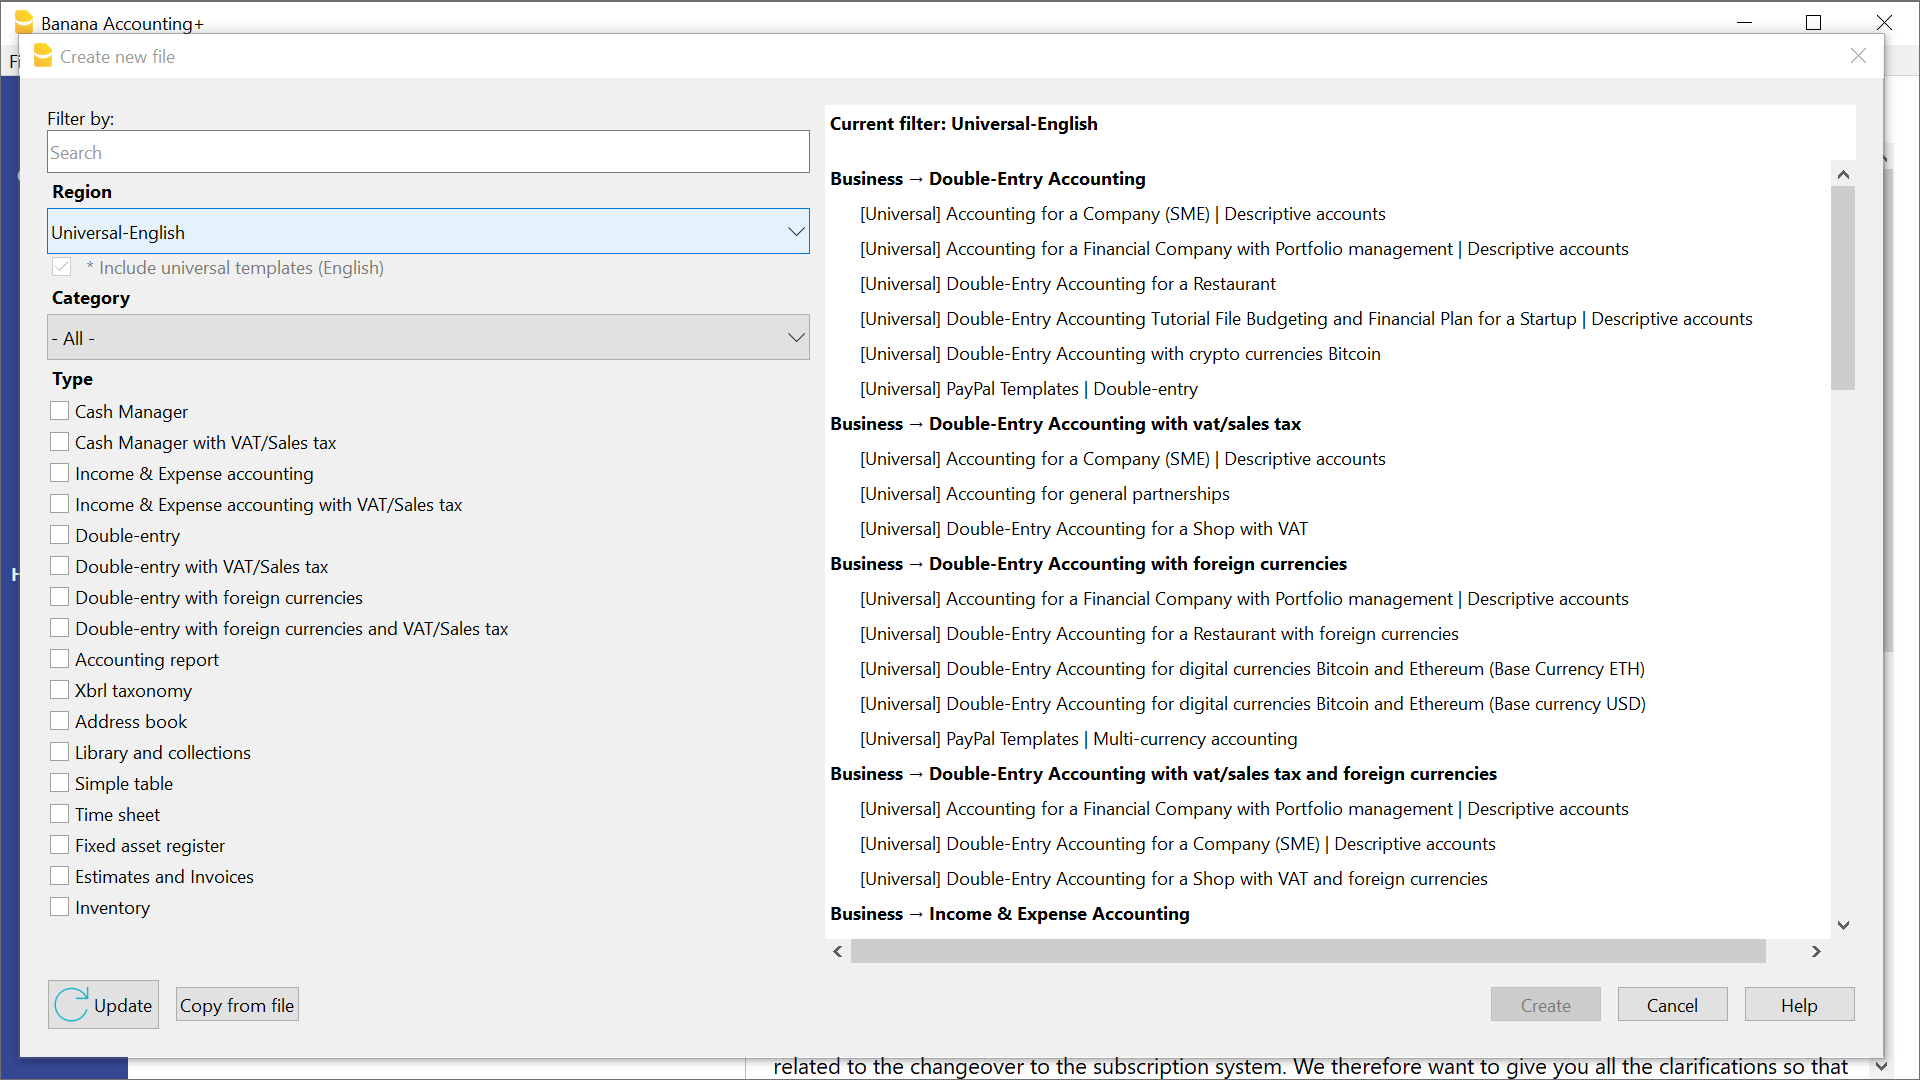 Banana Accounting+
Fi
Create new file
Filter by:
Search
Region
Universal-English
* Include universal templates (English)
Category
- All -
Type
Cash Manager
Cash Manager with VAT/Sales tax
Income & Expense accounting
Income & Expense accounting with VAT/Sales tax
Double-entry
Double-entry with VAT/Sales tax
Double-entry with foreign currencies
Double-entry with foreign currencies and VAT/Sales tax
Accounting report
Xbrl taxonomy
Address book
Library and collections
Simple table
Time sheet
Fixed asset register
Estimates and Invoices
Inventory
Update
Copy from file
Current filter: Universal-English
Business → Double-Entry Accounting
[Universal] Accounting for a Company (SME) | Descriptive accounts
[Universal] Accounting for a Financial Company with Portfolio management | Descriptive accounts
[Universal] Double-Entry Accounting for a Restaurant
[Universal] Double-Entry Accounting Tutorial File Budgeting and Financial Plan for a Startup | Descriptive accounts
[Universal] Double-Entry Accounting with crypto currencies Bitcoin
[Universal] PayPal Templates | Double-entry
Business → Double-Entry Accounting with vat/sales tax
[Universal] Accounting for a Company (SME) | Descriptive accounts
[Universal] Accounting for general partnerships
[Universal] Double-Entry Accounting for a Shop with VAT
Business → Double-Entry Accounting with foreign currencies
[Universal] Accounting for a Financial Company with Portfolio management | Descriptive accounts
[Universal] Double-Entry Accounting for a Restaurant with foreign currencies
[Universal] Double-Entry Accounting for digital currencies Bitcoin and Ethereum (Base Currency ETH)
[Universal] Double-Entry Accounting for digital currencies Bitcoin and Ethereum (Base currency USD)
[Universal] PayPal Templates | Multi-currency accounting
Business → Double-Entry Accounting with vat/sales tax and foreign currencies
[Universal] Accounting for a Financial Company with Portfolio management | Descriptive accounts
[Universal] Double-Entry Accounting for a Company (SME) | Descriptive accounts
[Universal] Double-Entry Accounting for a Shop with VAT and foreign currencies
Business → Income & Expense Accounting
Create
Cancel
Help
related to the changeover to the subscription system. We therefore want to give you all the clarifications so that